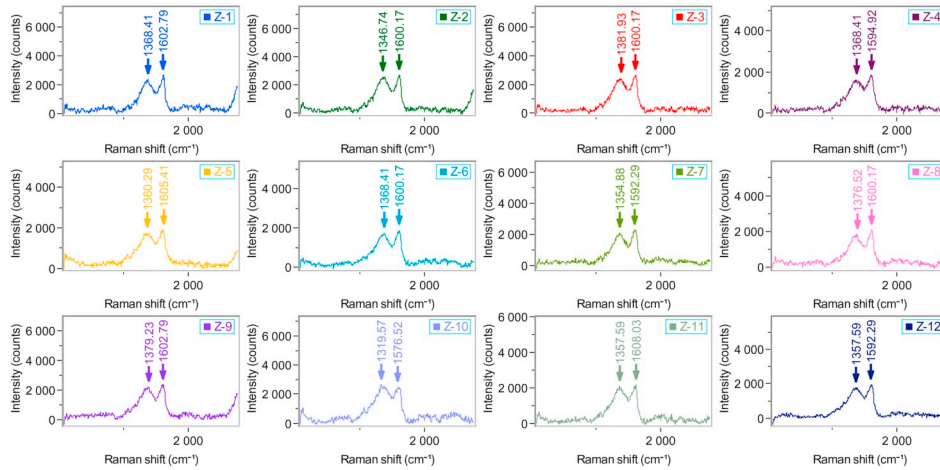 Z-1
1368.41
1602.79
Intensity (counts)
6 000
4 000
2 000
0
2 000
Raman shift (cm⁻¹)
Z-2
1346.74
1600.17
Intensity (counts)
6 000
4 000
2 000
0
2 000
Raman shift (cm⁻¹)
Z-3
1381.93
1600.17
Intensity (counts)
6 000
4 000
2 000
0
2 000
Raman shift (cm⁻¹)
Z-4
1368.41
1594.92
Intensity (counts)
4 000
2 000
0
2 000
Raman shift (cm⁻¹)
Z-5
1360.29
1605.41
Intensity (counts)
4 000
2 000
0
2 000
Raman shift (cm⁻¹)
Z-6
1368.41
1600.17
Intensity (counts)
4 000
2 000
0
2 000
Raman shift (cm⁻¹)
Z-7
1354.88
1592.29
Intensity (counts)
6 000
4 000
2 000
0
2 000
Raman shift (cm⁻¹)
Z-8
1376.52
1600.17
Intensity (counts)
4 000
2 000
0
2 000
Raman shift (cm⁻¹)
Z-9
1379.23
1602.79
Intensity (counts)
6 000
4 000
2 000
0
2 000
Raman shift (cm⁻¹)
Z-10
1319.57
1576.52
Intensity (counts)
6 000
4 000
2 000
0
2 000
Raman shift (cm⁻¹)
Z-11
1357.59
1608.03
Intensity (counts)
6 000
4 000
2 000
0
2 000
Raman shift (cm⁻¹)
Z-12
1357.59
1592.29
Intensity (counts)
4 000
2 000
0
2 000
Raman shift (cm⁻¹)